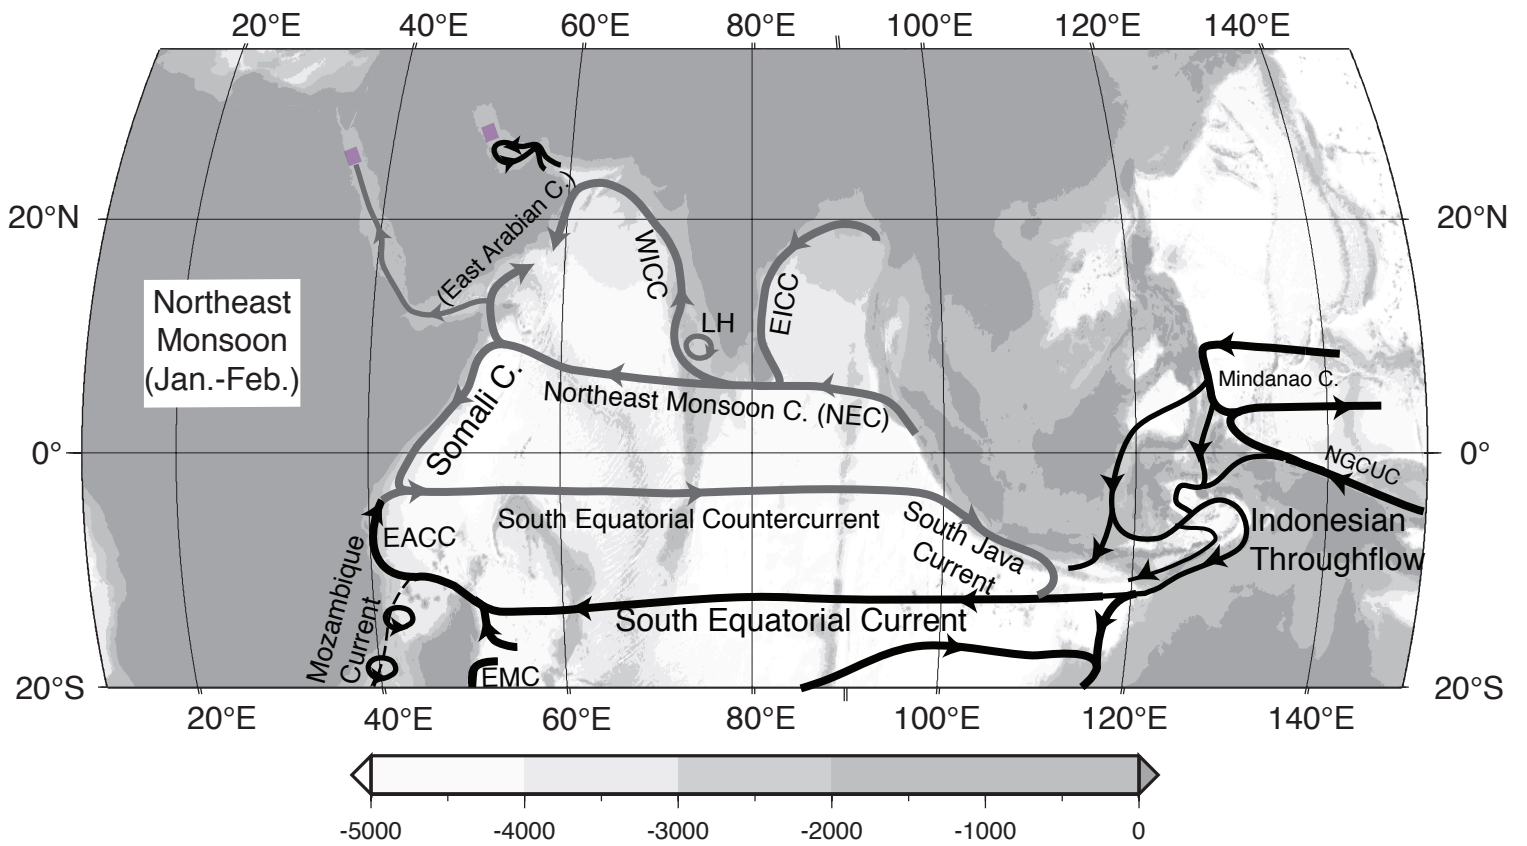 20°E 40°E 60°E 80°E 100°E 120°E 140°E
20°N 20°N
(East Arabian C.)
WICC
EICC
LH
Northeast
Monsoon
(Jan.-Feb.)
Somali C.
Northeast Monsoon C. (NEC)
Mindanao C.
0° 0°
NGCUC
South Equatorial Countercurrent
South Java
Current
Indonesian
Throughflow
EACC
Mozambique
Current
South Equatorial Current
EMC
20°S 20°S
20°E 40°E 60°E 80°E 100°E 120°E 140°E
-5000 -4000 -3000 -2000 -1000 0